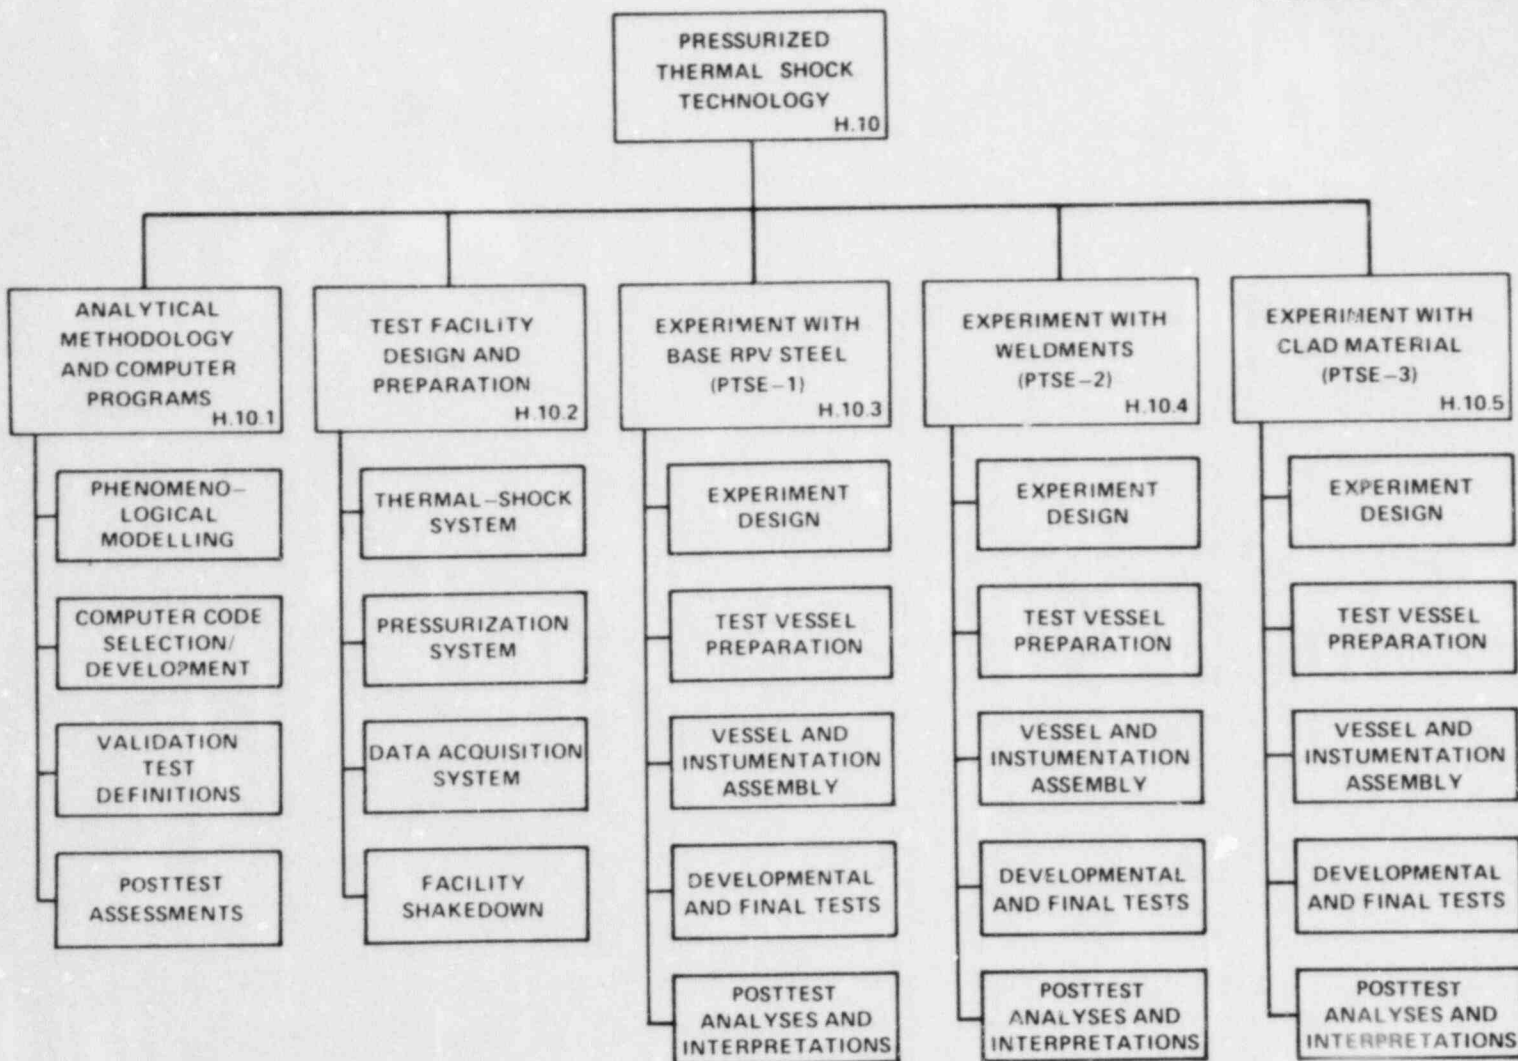 PRESSURIZED
THERMAL SHOCK
TECHNOLOGY
H.10
ANALYTICAL
METHODOLOGY
AND COMPUTER
PROGRAMS
H.10.1
PHENOMENO–
LOGICAL
MODELLING
COMPUTER CODE
SELECTION/
DEVELOPMENT
VALIDATION
TEST
DEFINITIONS
POSTTEST
ASSESSMENTS
TEST FACILITY
DESIGN AND
PREPARATION
H.10.2
THERMAL–SHOCK
SYSTEM
PRESSURIZATION
SYSTEM
DATA ACQUISITION
SYSTEM
FACILITY
SHAKEDOWN
EXPERIMENT WITH
BASE RPV STEEL
(PTSE–1)
H.10.3
EXPERIMENT
DESIGN
TEST VESSEL
PREPARATION
VESSEL AND
INSTUMENTATION
ASSEMBLY
DEVELOPMENTAL
AND FINAL TESTS
POSTTEST
ANALYSES AND
INTERPRETATIONS
EXPERIMENT WITH
WELDMENTS
(PTSE–2)
H.10.4
EXPERIMENT
DESIGN
TEST VESSEL
PREPARATION
VESSEL AND
INSTUMENTATION
ASSEMBLY
DEVELOPMENTAL
AND FINAL TESTS
POSTTEST
ANALYSES AND
INTERPRETATIONS
EXPERIMENT WITH
CLAD MATERIAL
(PTSE–3)
H.10.5
EXPERIMENT
DESIGN
TEST VESSEL
PREPARATION
VESSEL AND
INSTUMENTATION
ASSEMBLY
DEVELOPMENTAL
AND FINAL TESTS
POSTTEST
ANALYSES AND
INTERPRETATIONS